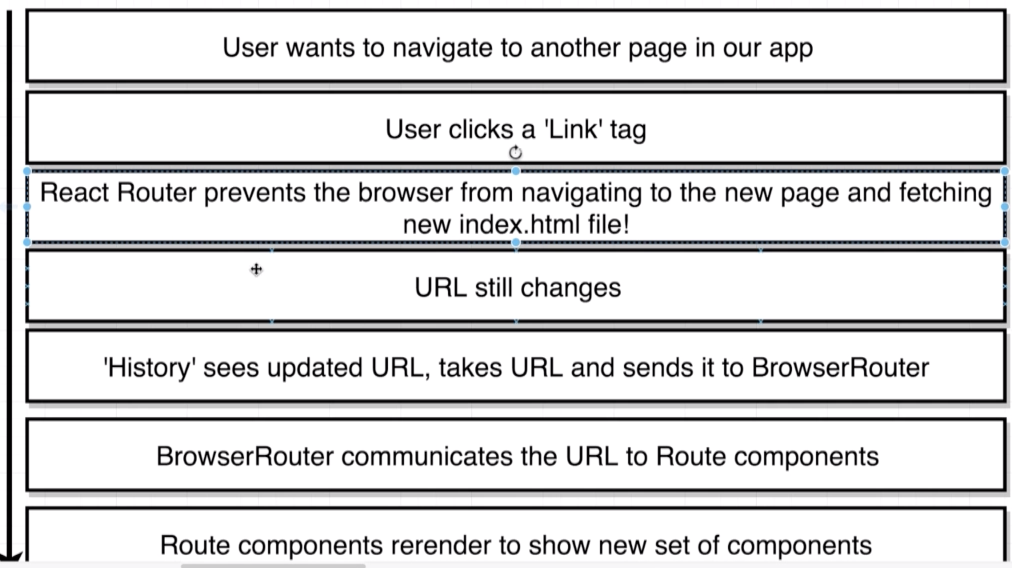 User wants to navigate to another page in our app
User clicks a 'Link' tag
React Router prevents the browser from navigating to the new page and fetching
new index.html file!
URL still changes
'History' sees updated URL, takes URL and sends it to BrowserRouter
BrowserRouter communicates the URL to Route components
Route components rerender to show new set of components